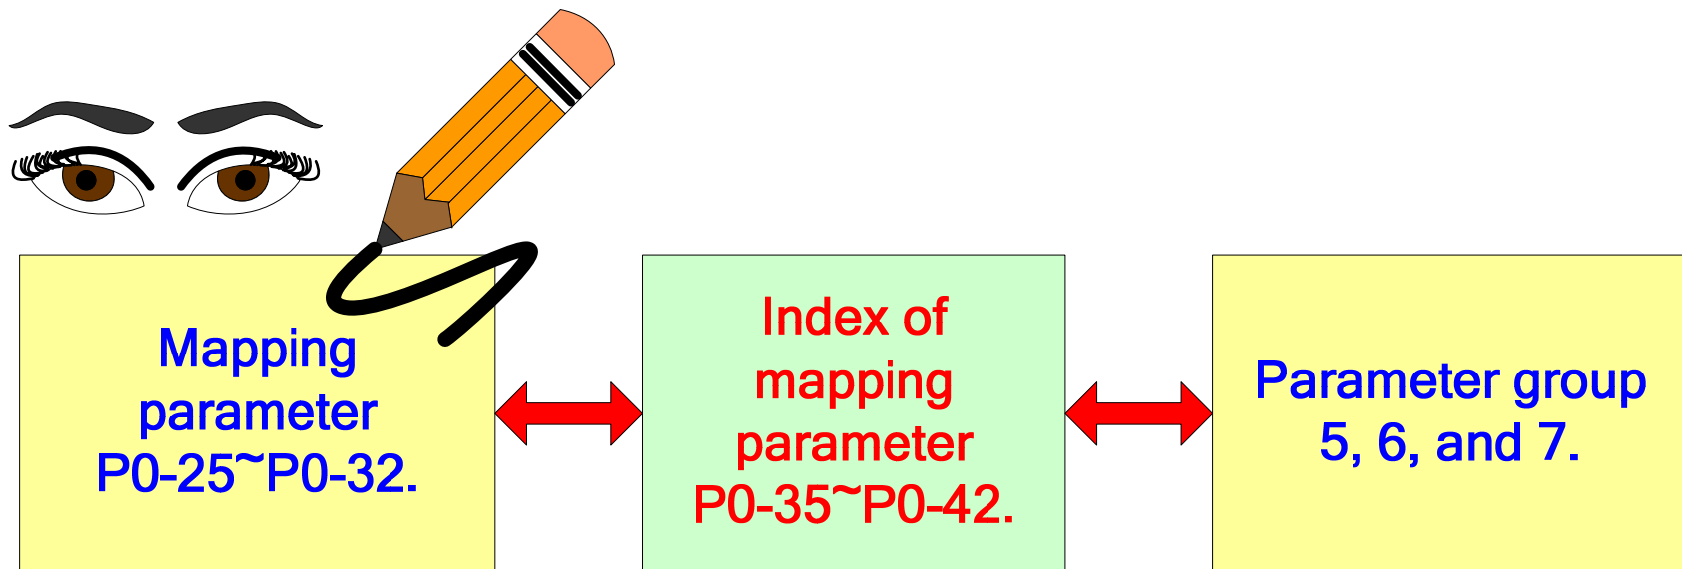 Mapping
parameter
P0-25~P0-32.
Index of
mapping
parameter
P0-35~P0-42.
Parameter group
5, 6, and 7.